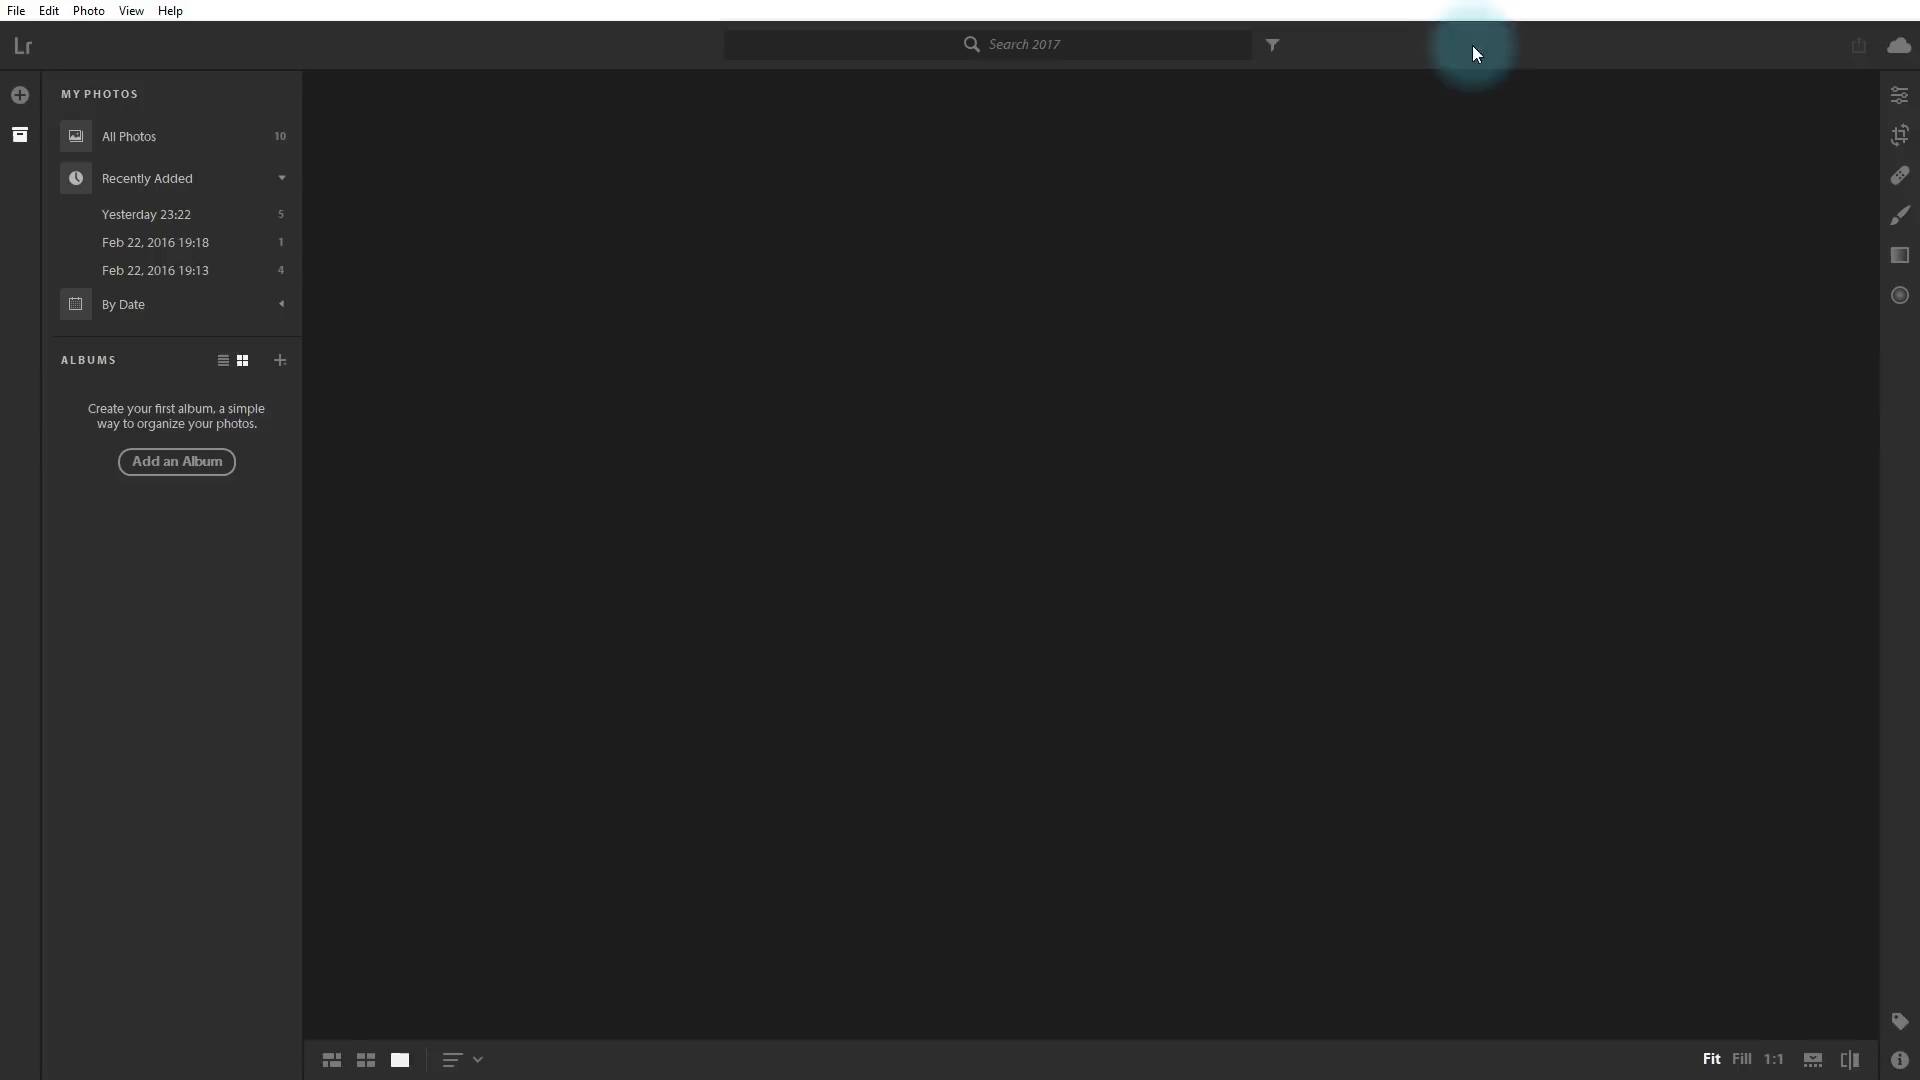 File Edit Photo View Help
Lr
Search 2017
MY PHOTOS
All Photos 10
Recently Added
Yesterday 23:22 5
Feb 22, 2016 19:18 1
Feb 22, 2016 19:13 4
By Date
ALBUMS
Create your first album, a simple
way to organize your photos.
Add an Album
Fit Fill 1:1